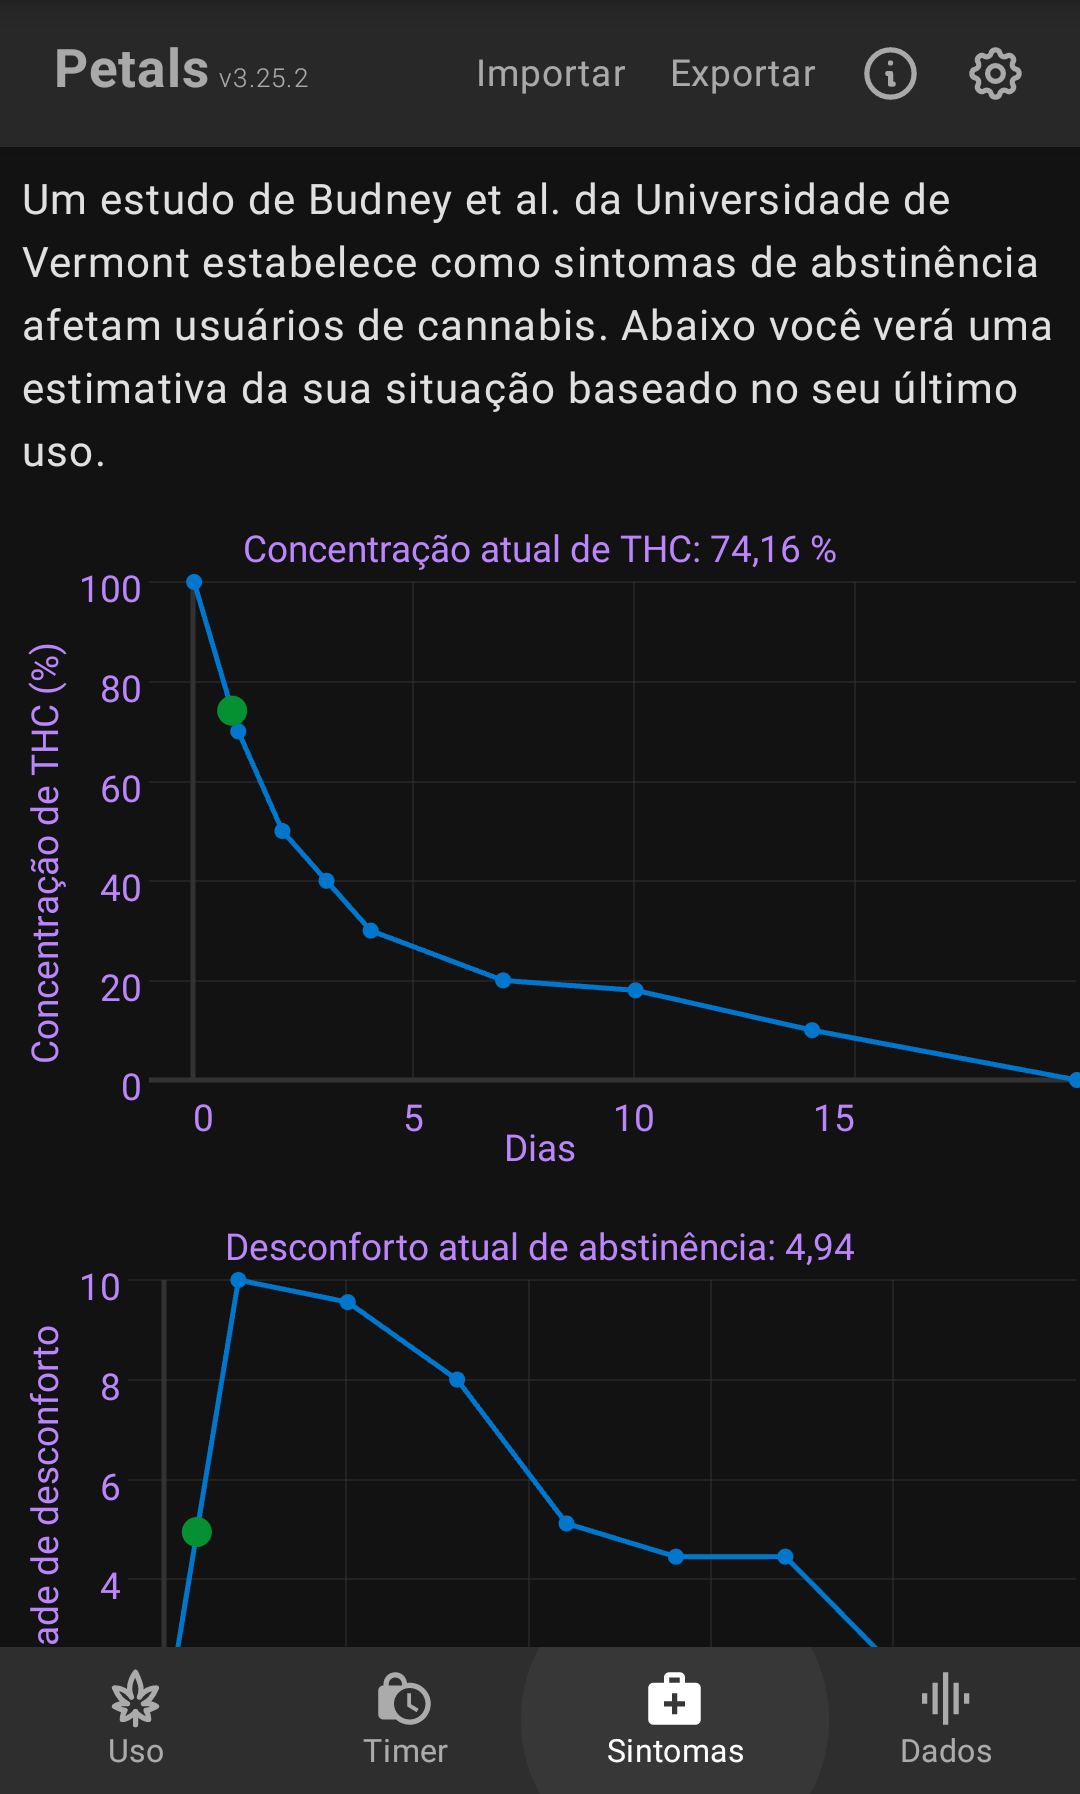 Petals v3.25.2 Importar Exportar
Um estudo de Budney et al. da Universidade de
Vermont estabelece como sintomas de abstinência
afetam usuários de cannabis. Abaixo você verá uma
estimativa da sua situação baseado no seu último
uso.
Concentração atual de THC: 74,16 %
Concentração de THC (%)
100
80
60
40
20
0
0 5 10 15
Dias
Desconforto atual de abstinência: 4,94
ade de desconforto
10
8
6
4
Uso Timer Sintomas Dados